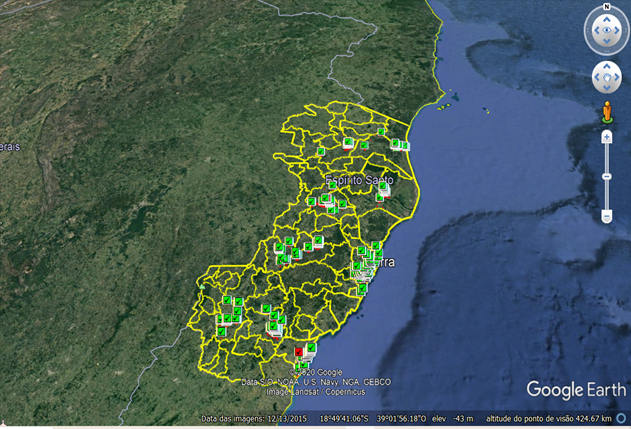 N
erais
Espírito Santo
erra
©2020 Google
Data SIO, NOAA, U.S. Navy, NGA, GEBCO
Image Landsat / Copernicus
Google Earth
Data das imagens: 12/13/2015 18°49'41.06"S 39°01'56.18"O elev -43 m altitude do ponto de visão 424.67 km